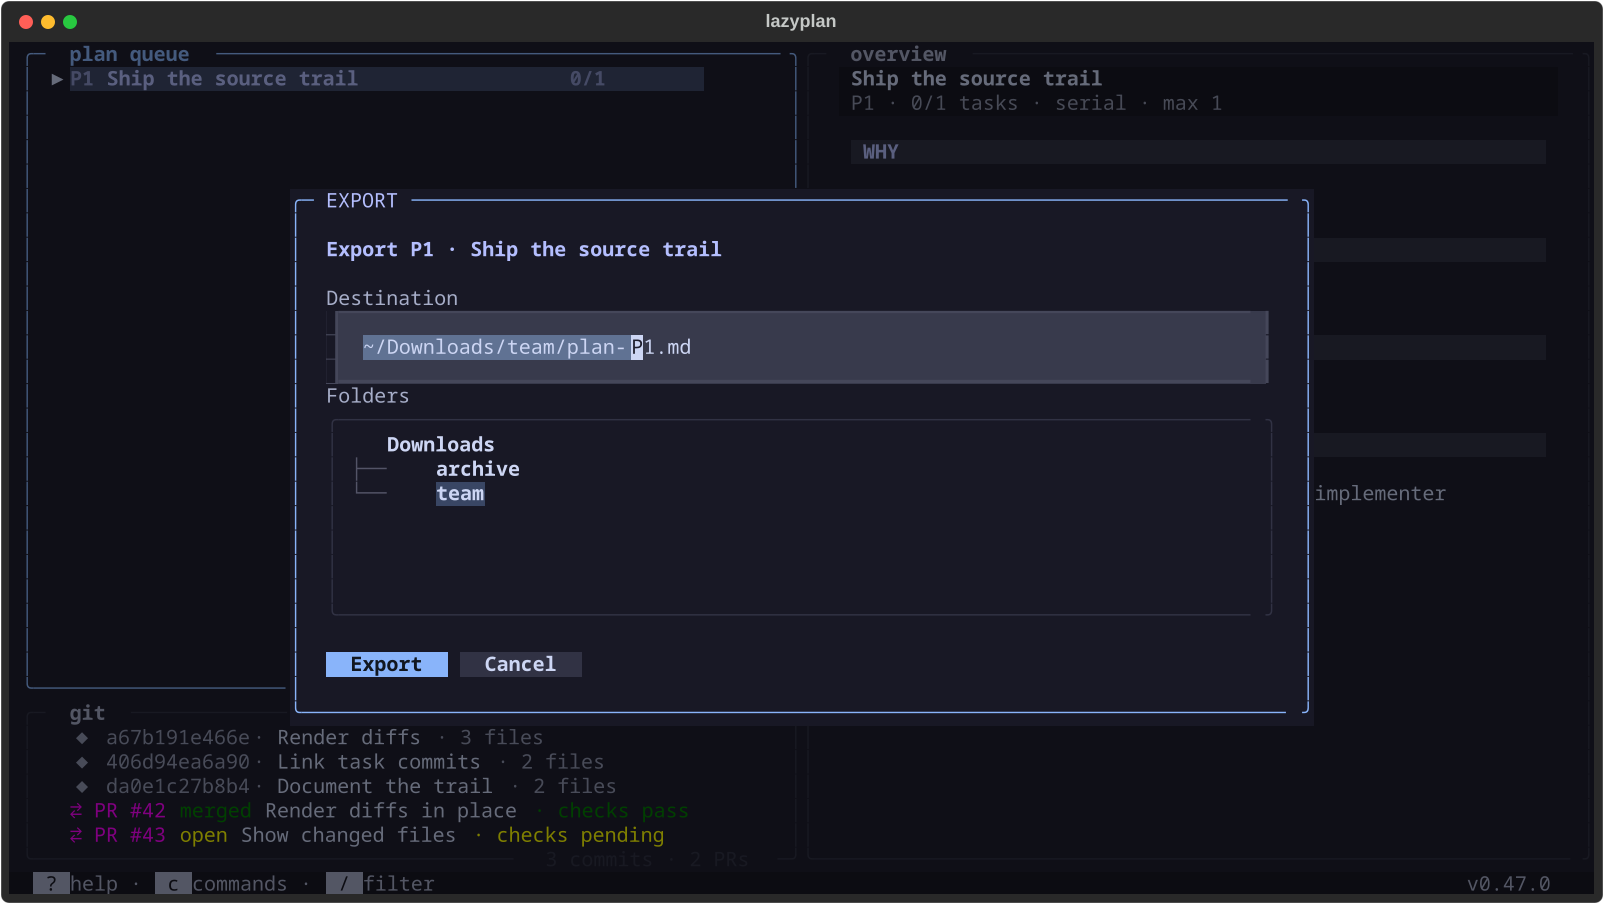 lazyplan
plan queue
▶ P1 Ship the source trail 0/1
overview
Ship the source trail
P1 · 0/1 tasks · serial · max 1
WHY
EXPORT
Export P1 · Ship the source trail
Destination
~/Downloads/team/plan-P1.md
Folders
Downloads
archive
team
implementer
Export Cancel
git
◆ a67b191e466e · Render diffs · 3 files
◆ 406d94ea6a90 · Link task commits · 2 files
◆ da0e1c27b8b4 · Document the trail · 2 files
⇄ PR #42 merged Render diffs in place · checks pass
⇄ PR #43 open Show changed files · checks pending
3 commits · 2 PRs
? help · c commands · / filter
v0.47.0